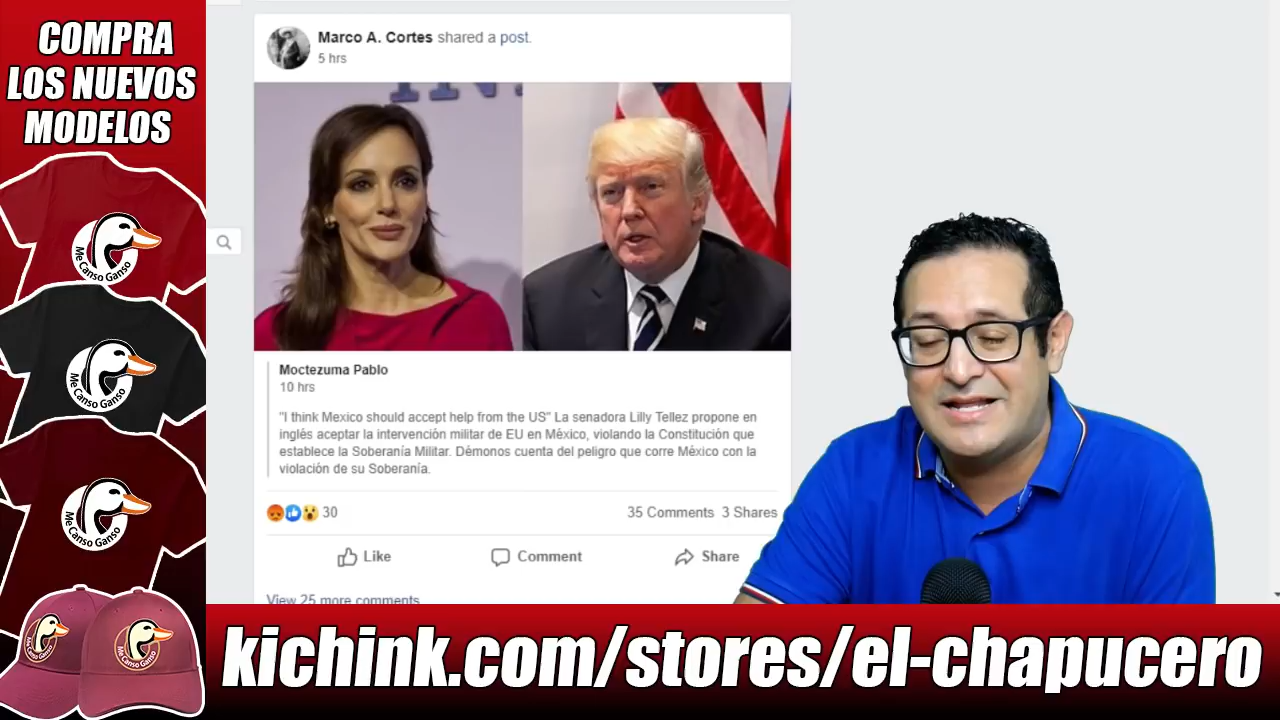 COMPRA
LOS NUEVOS
MODELOS
Me Canso Ganso
Me Canso Ganso
Me Canso Ganso
Me Canso Ganso
Me Canso Ganso
Marco A. Cortes shared a post.
5 hrs
Moctezuma Pablo
10 hrs
"I think Mexico should accept help from the US" La senadora Lilly Tellez propone en
inglés aceptar la intervención militar de EU en México, violando la Constitución que
establece la Soberanía Militar. Démonos cuenta del peligro que corre México con la
violación de su Soberanía.
30
35 Comments 3 Shares
Like Comment Share
View 25 more comments
kichink.com/stores/el-chapucero